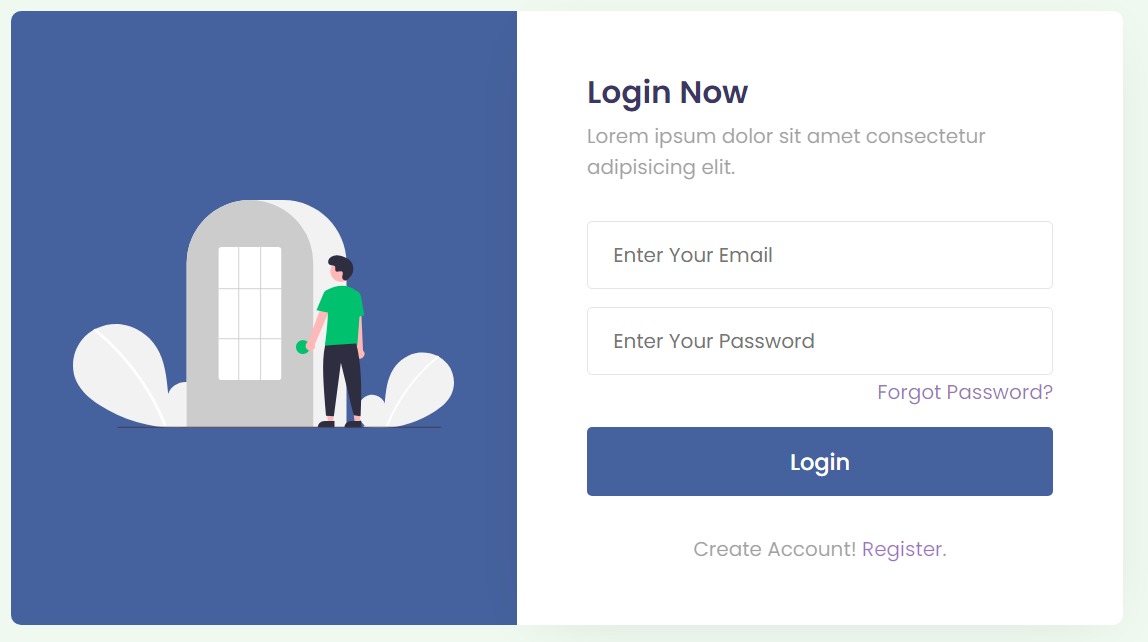 Login Now
Lorem ipsum dolor sit amet consectetur
adipisicing elit.
Enter Your Email
Enter Your Password
Forgot Password?
Login
Create Account! Register.